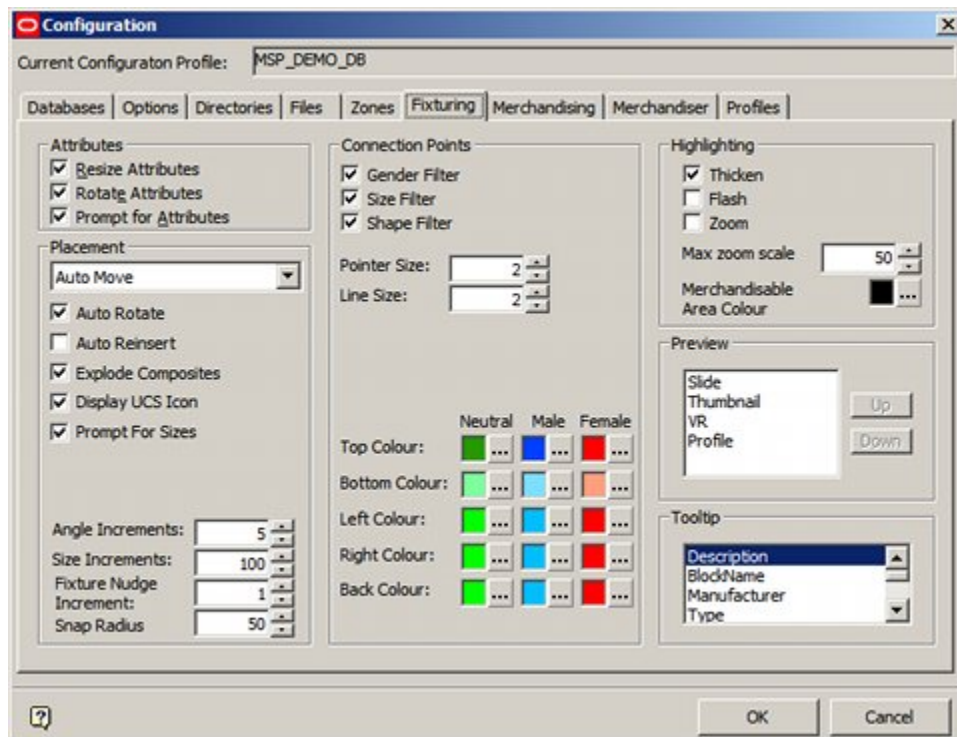 Configuration
Current Configuraton Profile: MSP_DEMO_DB
Databases Options Directories Files Zones Fixturing Merchandising Merchandiser Profiles
Attributes
Resize Attributes
Rotate Attributes
Prompt for Attributes
Placement
Auto Move
Auto Rotate
Auto Reinsert
Explode Composites
Display UCS Icon
Prompt For Sizes
Angle Increments: 5
Size Increments: 100
Fixture Nudge
Increment: 1
Snap Radius 50
Connection Points
Gender Filter
Size Filter
Shape Filter
Pointer Size: 2
Line Size: 2
Neutral Male Female
Top Colour: ... ... ...
Bottom Colour: ... ... ...
Left Colour: ... ... ...
Right Colour: ... ... ...
Back Colour: ... ... ...
Highlighting
Thicken
Flash
Zoom
Max zoom scale 50
Merchandisable
Area Colour ...
Preview
Slide
Thumbnail
VR
Profile
Up
Down
Tooltip
Description
BlockName
Manufacturer
Type
?
OK Cancel